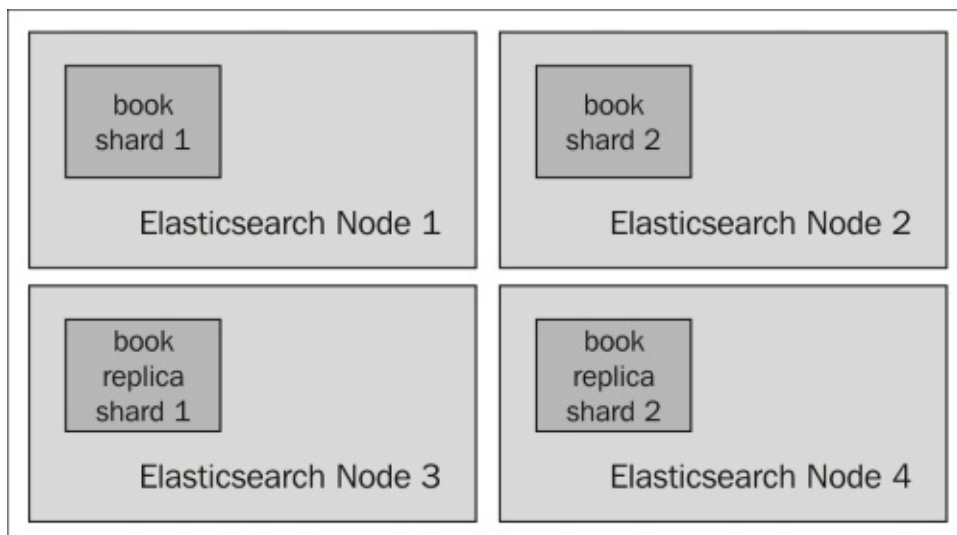 book
shard 1
Elasticsearch Node 1
book
shard 2
Elasticsearch Node 2
book
replica
shard 1
Elasticsearch Node 3
book
replica
shard 2
Elasticsearch Node 4